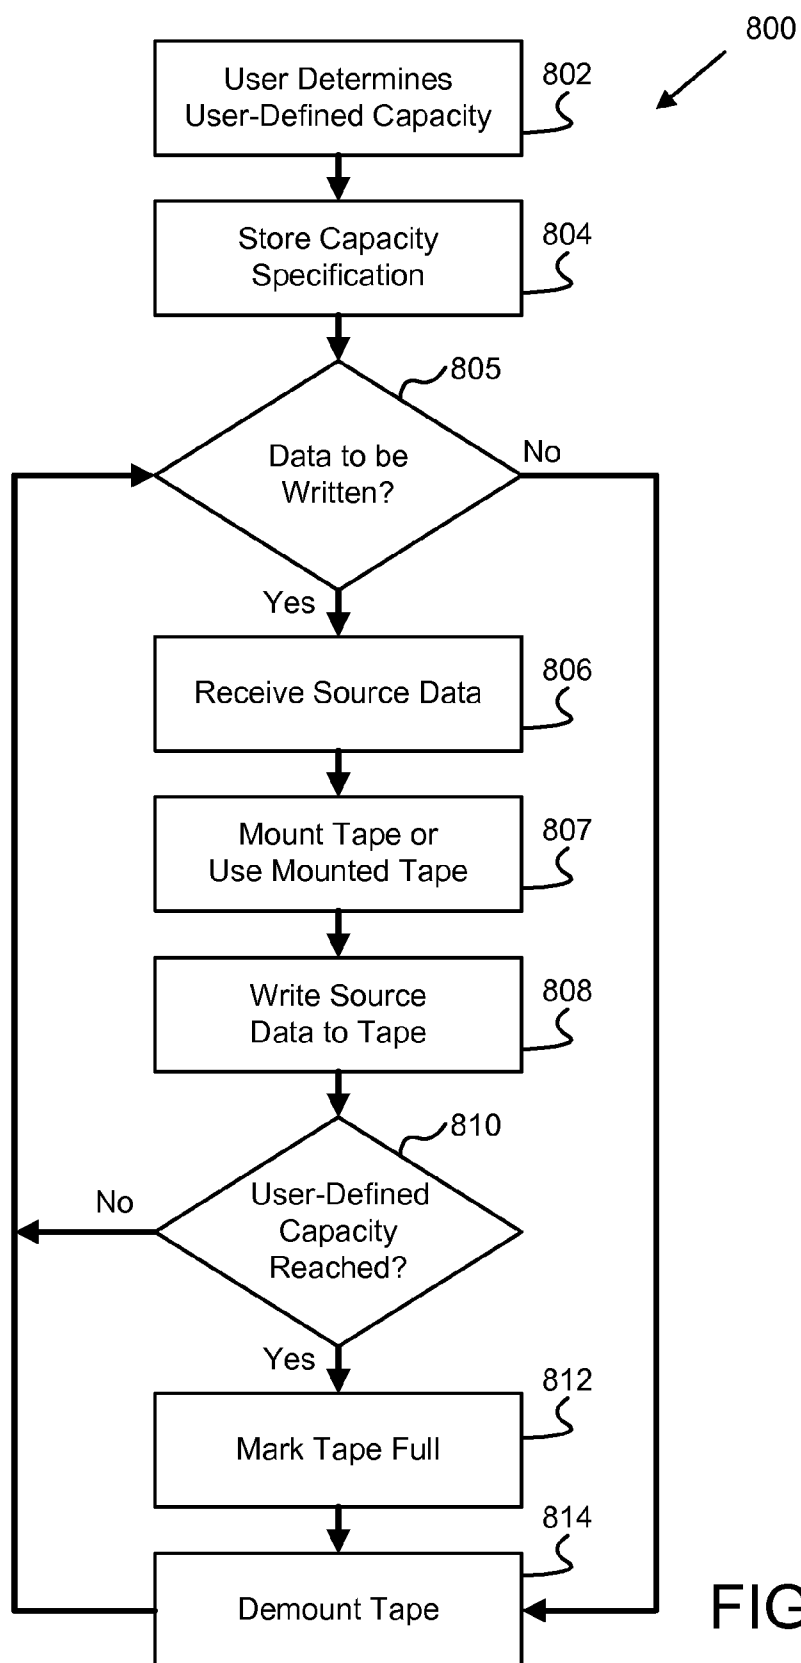 800
User Determines
User-Defined Capacity
802
Store Capacity
Specification
804
805
Data to be
Written?
No
Yes
Receive Source Data
806
Mount Tape or
Use Mounted Tape
807
Write Source
Data to Tape
808
810
User-Defined
Capacity
Reached?
No
Yes
Mark Tape Full
812
814
Demount Tape
FIG